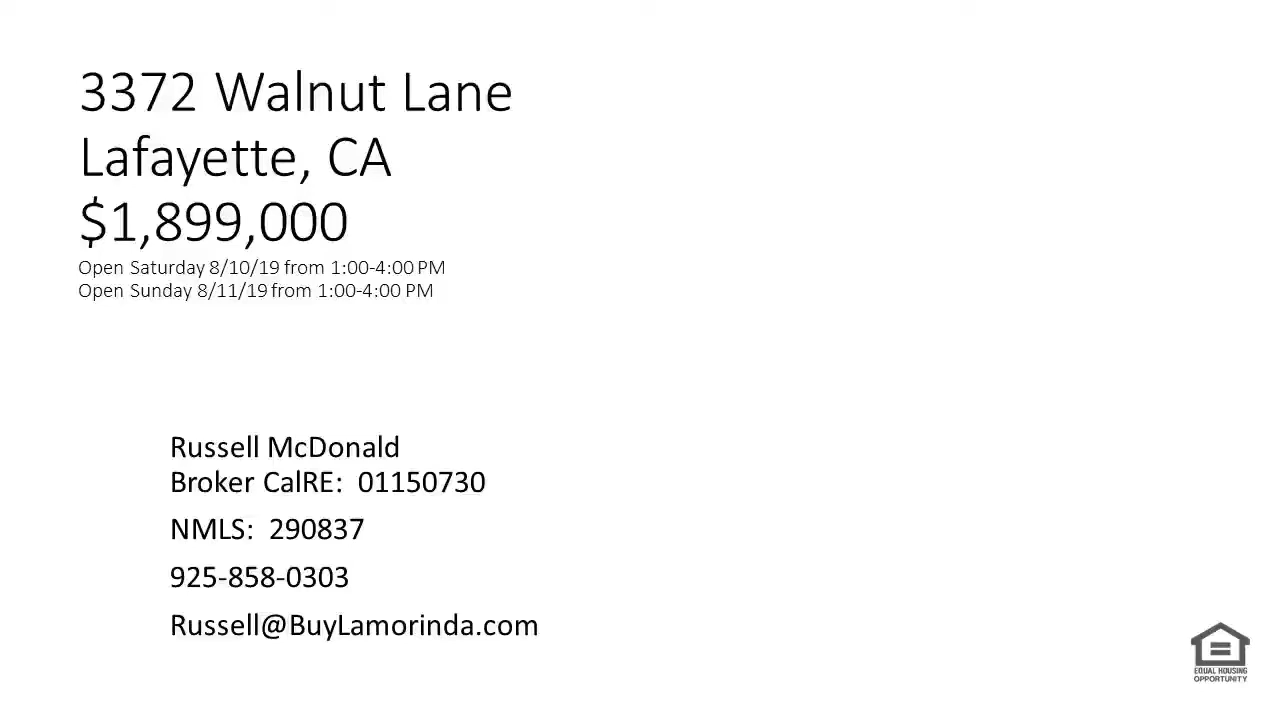 3372 Walnut Lane
Lafayette, CA
$1,899,000
Open Saturday 8/10/19 from 1:00-4:00 PM
Open Sunday 8/11/19 from 1:00-4:00 PM
Russell McDonald
Broker CalRE:  01150730
NMLS:  290837
925-858-0303
Russell@BuyLamorinda.com
EQUAL HOUSING
OPPORTUNITY